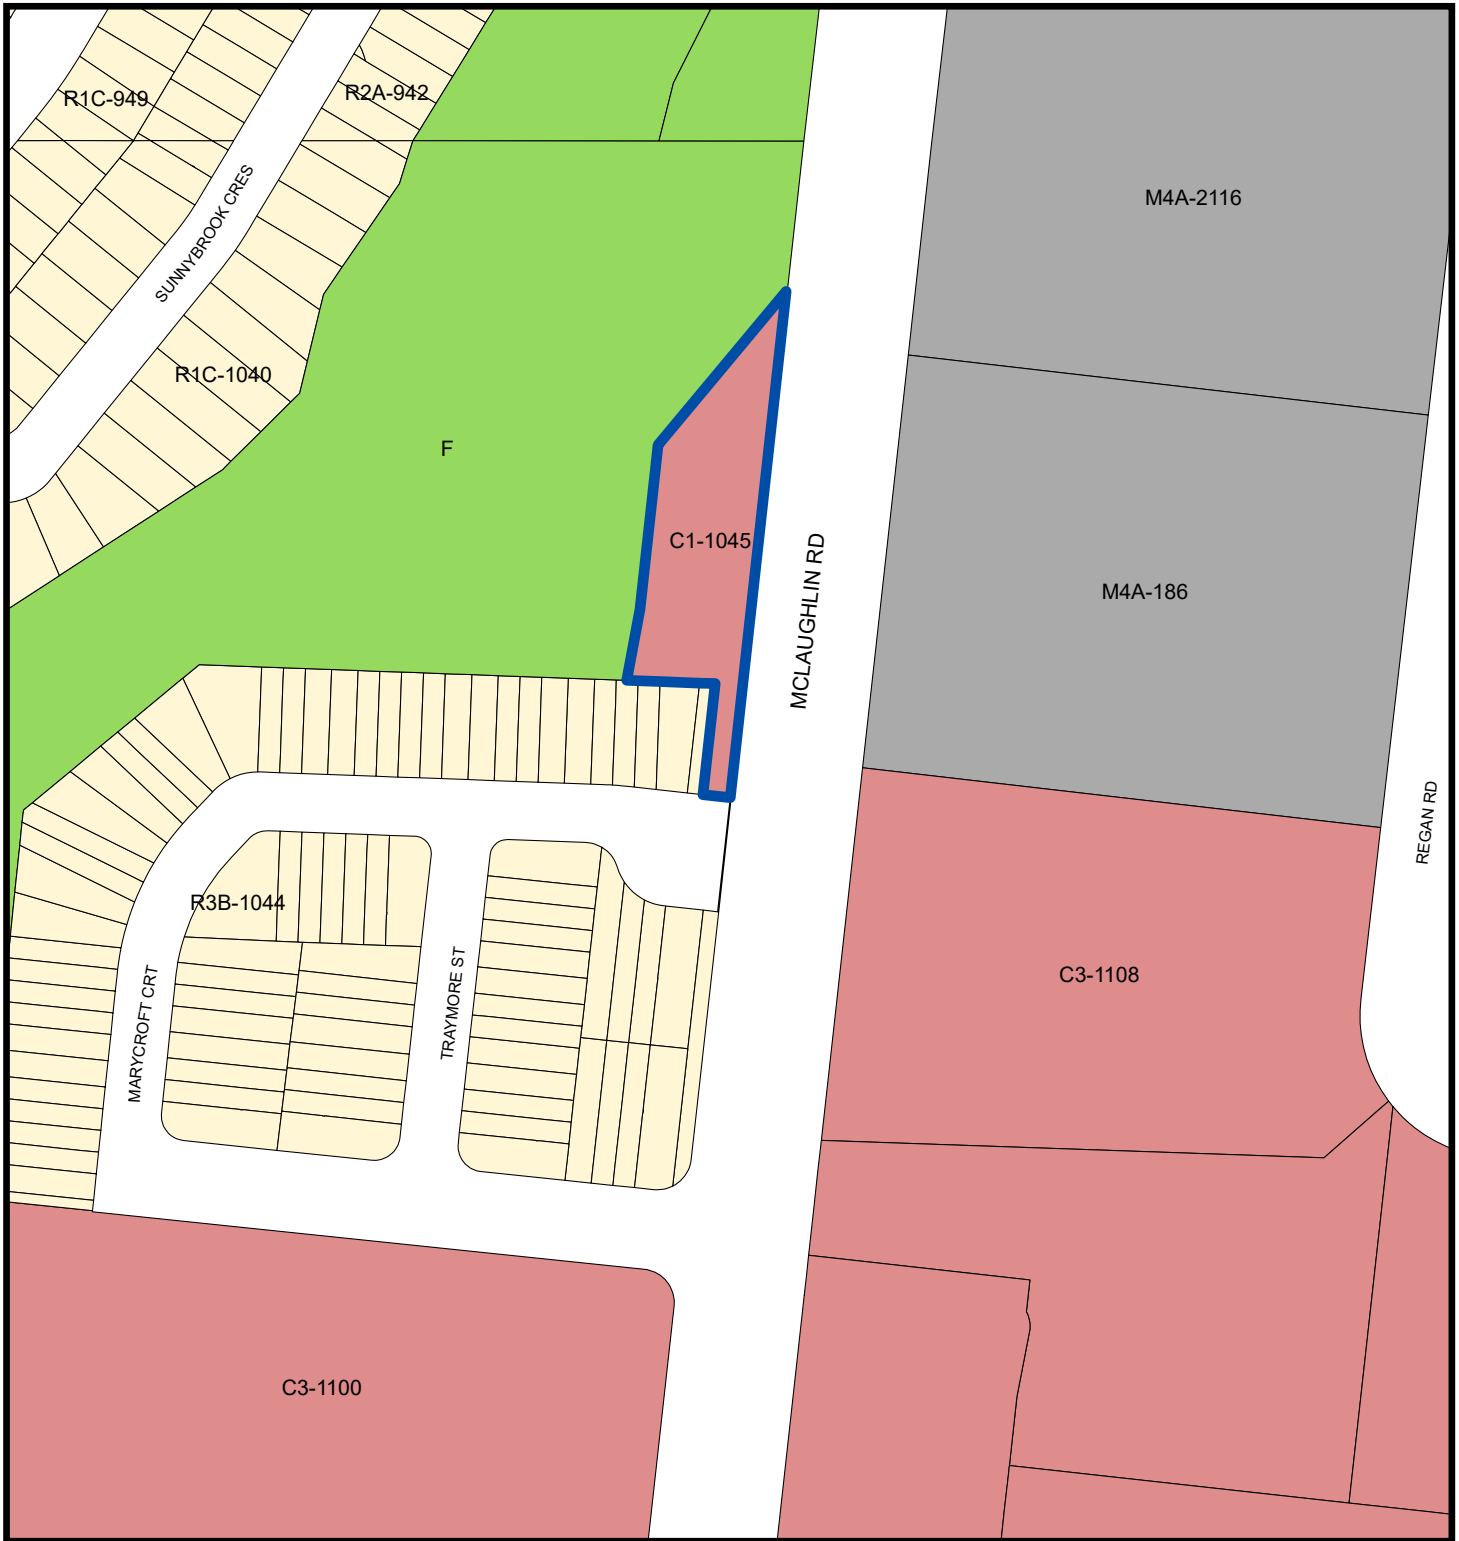 R1C-949
R2A-942
M4A-2116
SUNNYBROOK CRES
R1C-1040
F
C1-1045
MCLAUGHLIN RD
M4A-186
REGAN RD
R3B-1044
MARYCROFT CRT
TRAYMORE ST
C3-1108
C3-1100